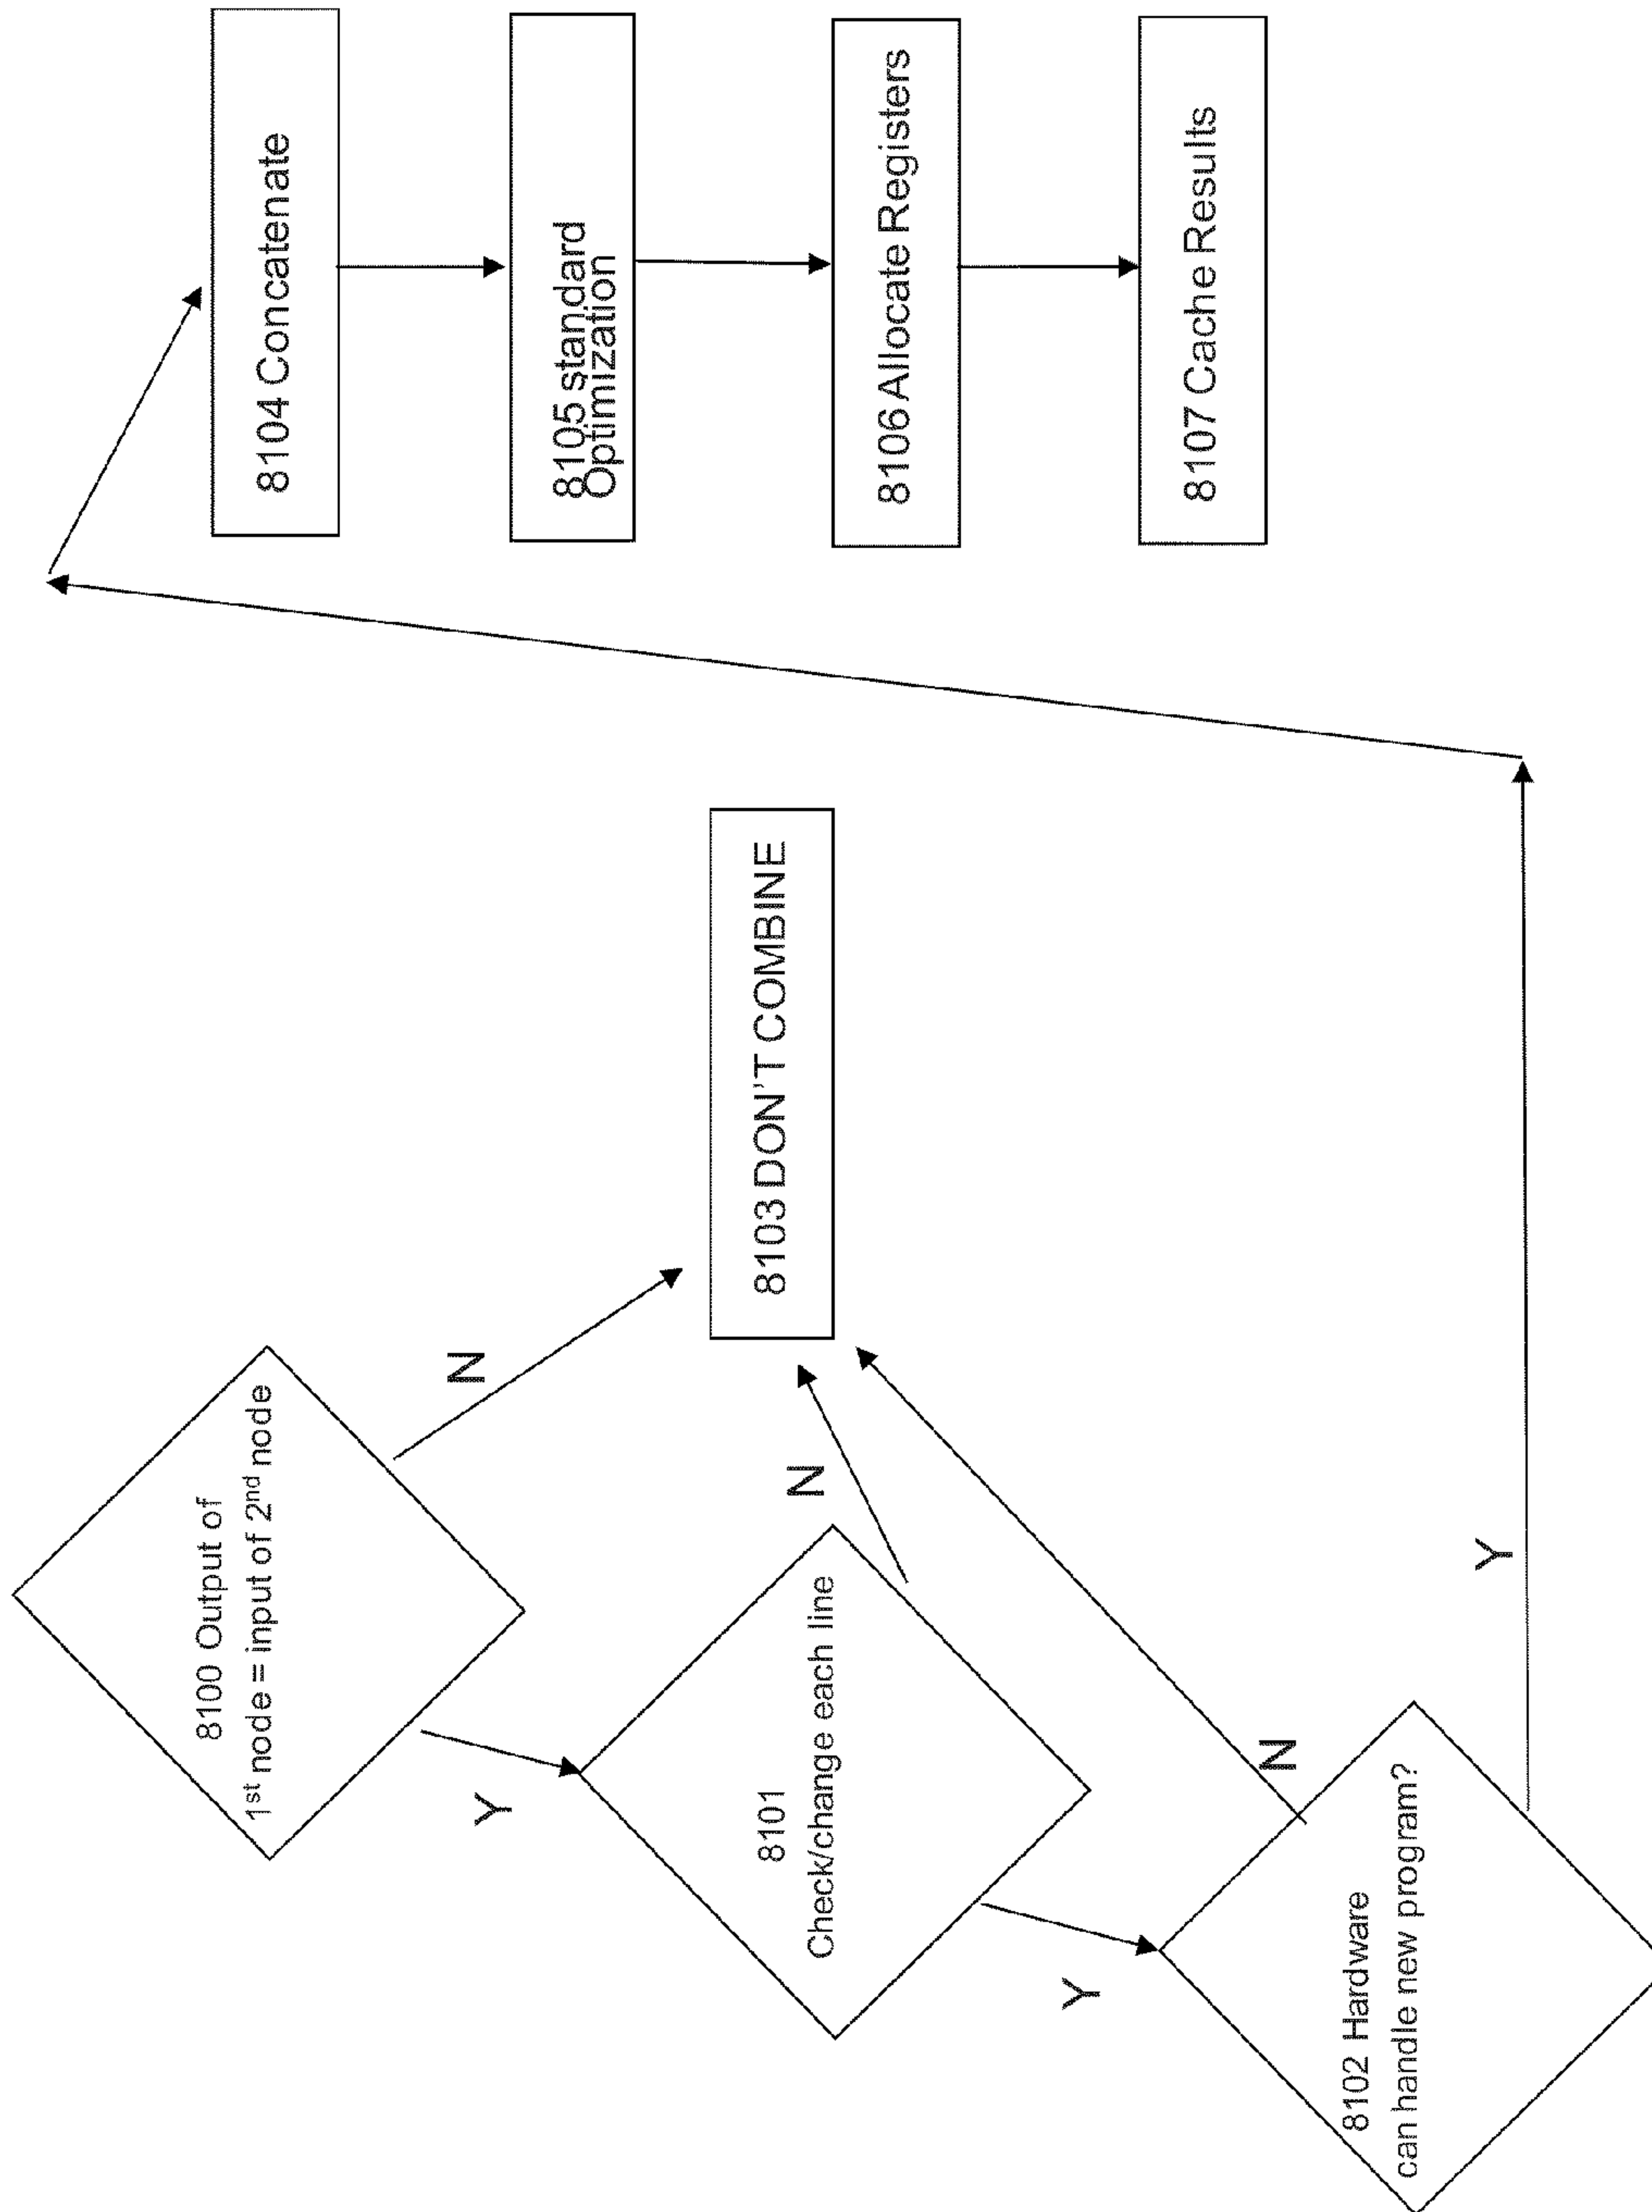 8100 Output of
1st node = input of 2nd node
N
Y
8101
Check/change each line
N
Y
8102 Hardware
can handle new program?
N
Y
8103 DON'T COMBINE
8104 Concatenate
8105 standard
Optimization
8106 Allocate Registers
8107 Cache Results